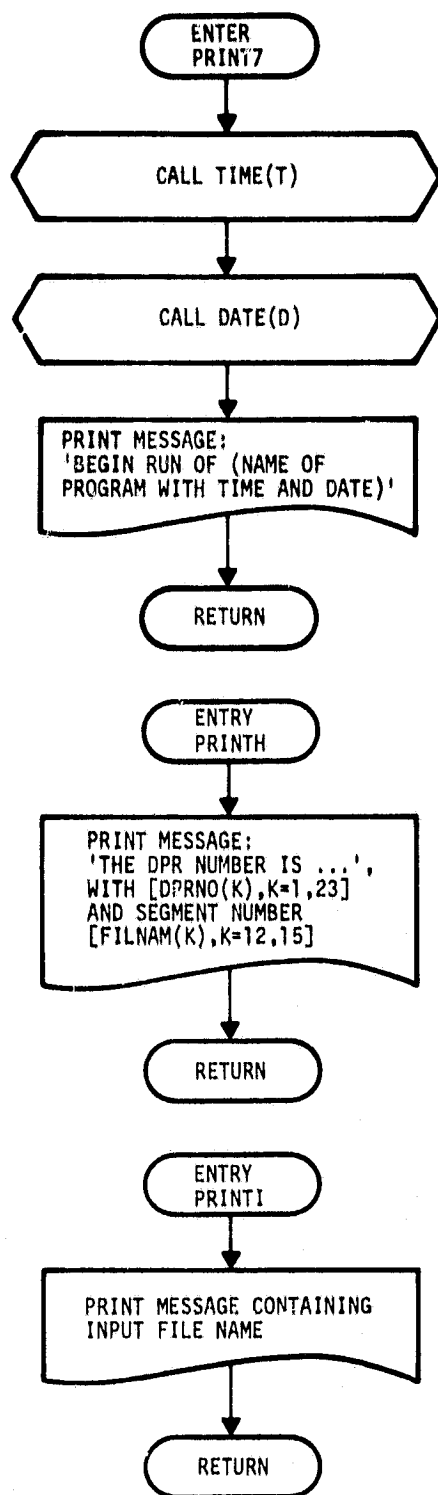 ENTER
PRINT7
CALL TIME(T)
CALL DATE(D)
PRINT MESSAGE:
'BEGIN RUN OF (NAME OF
PROGRAM WITH TIME AND DATE)'
RETURN
ENTRY
PRINTH
PRINT MESSAGE:
'THE DPR NUMBER IS ...',
WITH [DPRNO(K),K=1,23]
AND SEGMENT NUMBER
[FILNAM(K),K=12,15]
RETURN
ENTRY
PRINTI
PRINT MESSAGE CONTAINING
INPUT FILE NAME
RETURN